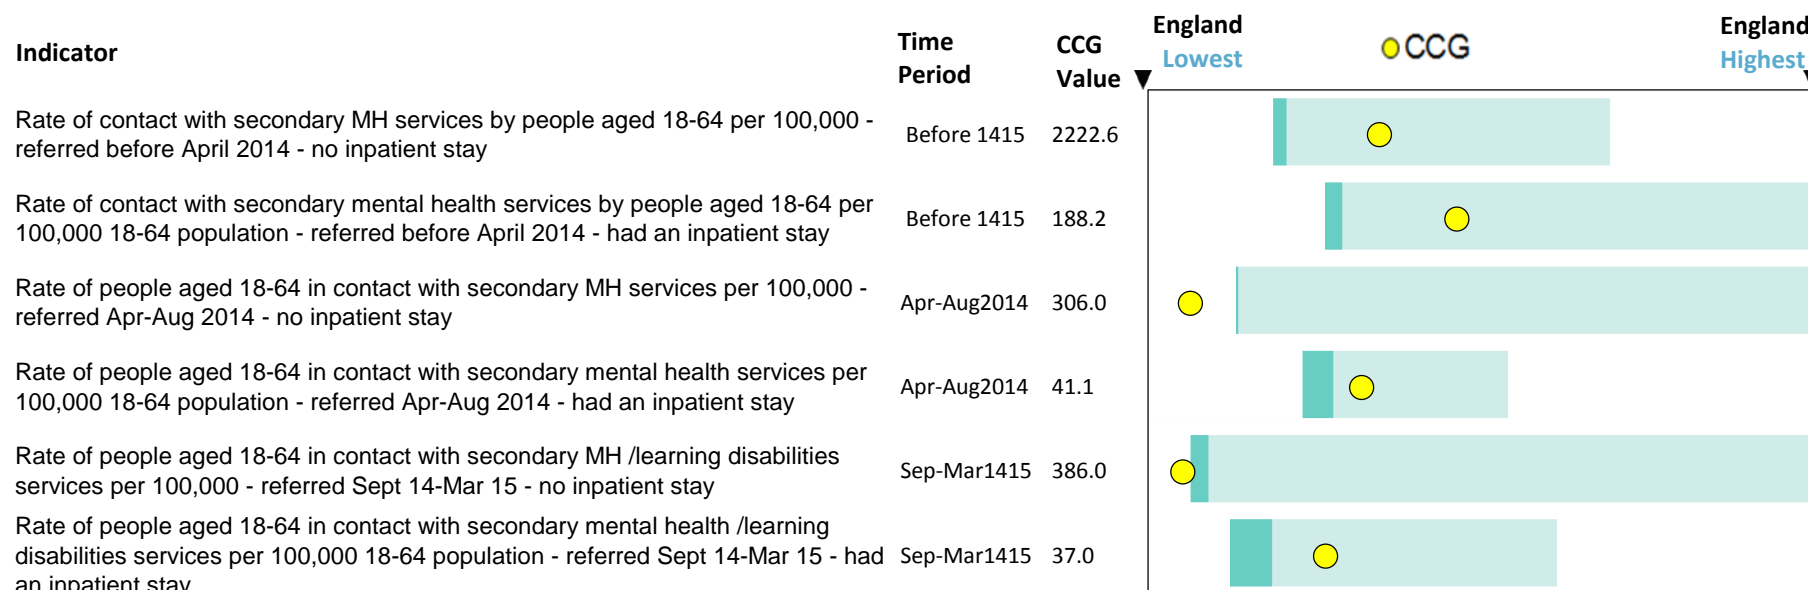 Indicator
Time
Period
CCG
Value
England
Lowest
CCG
England
Highest
Rate of contact with secondary MH services by people aged 18-64 per 100,000 -
referred before April 2014 - no inpatient stay
Before 1415 2222.6
Rate of contact with secondary mental health services by people aged 18-64 per
100,000 18-64 population - referred before April 2014 - had an inpatient stay
Before 1415 188.2
Rate of people aged 18-64 in contact with secondary MH services per 100,000 -
referred Apr-Aug 2014 - no inpatient stay
Apr-Aug2014 306.0
Rate of people aged 18-64 in contact with secondary mental health services per
100,000 18-64 population - referred Apr-Aug 2014 - had an inpatient stay
Apr-Aug2014 41.1
Rate of people aged 18-64 in contact with secondary MH /learning disabilities
services per 100,000 - referred Sept 14-Mar 15 - no inpatient stay
Sep-Mar1415 386.0
Rate of people aged 18-64 in contact with secondary mental health /learning
disabilities services per 100,000 18-64 population - referred Sept 14-Mar 15 - had
an inpatient stay
Sep-Mar1415 37.0